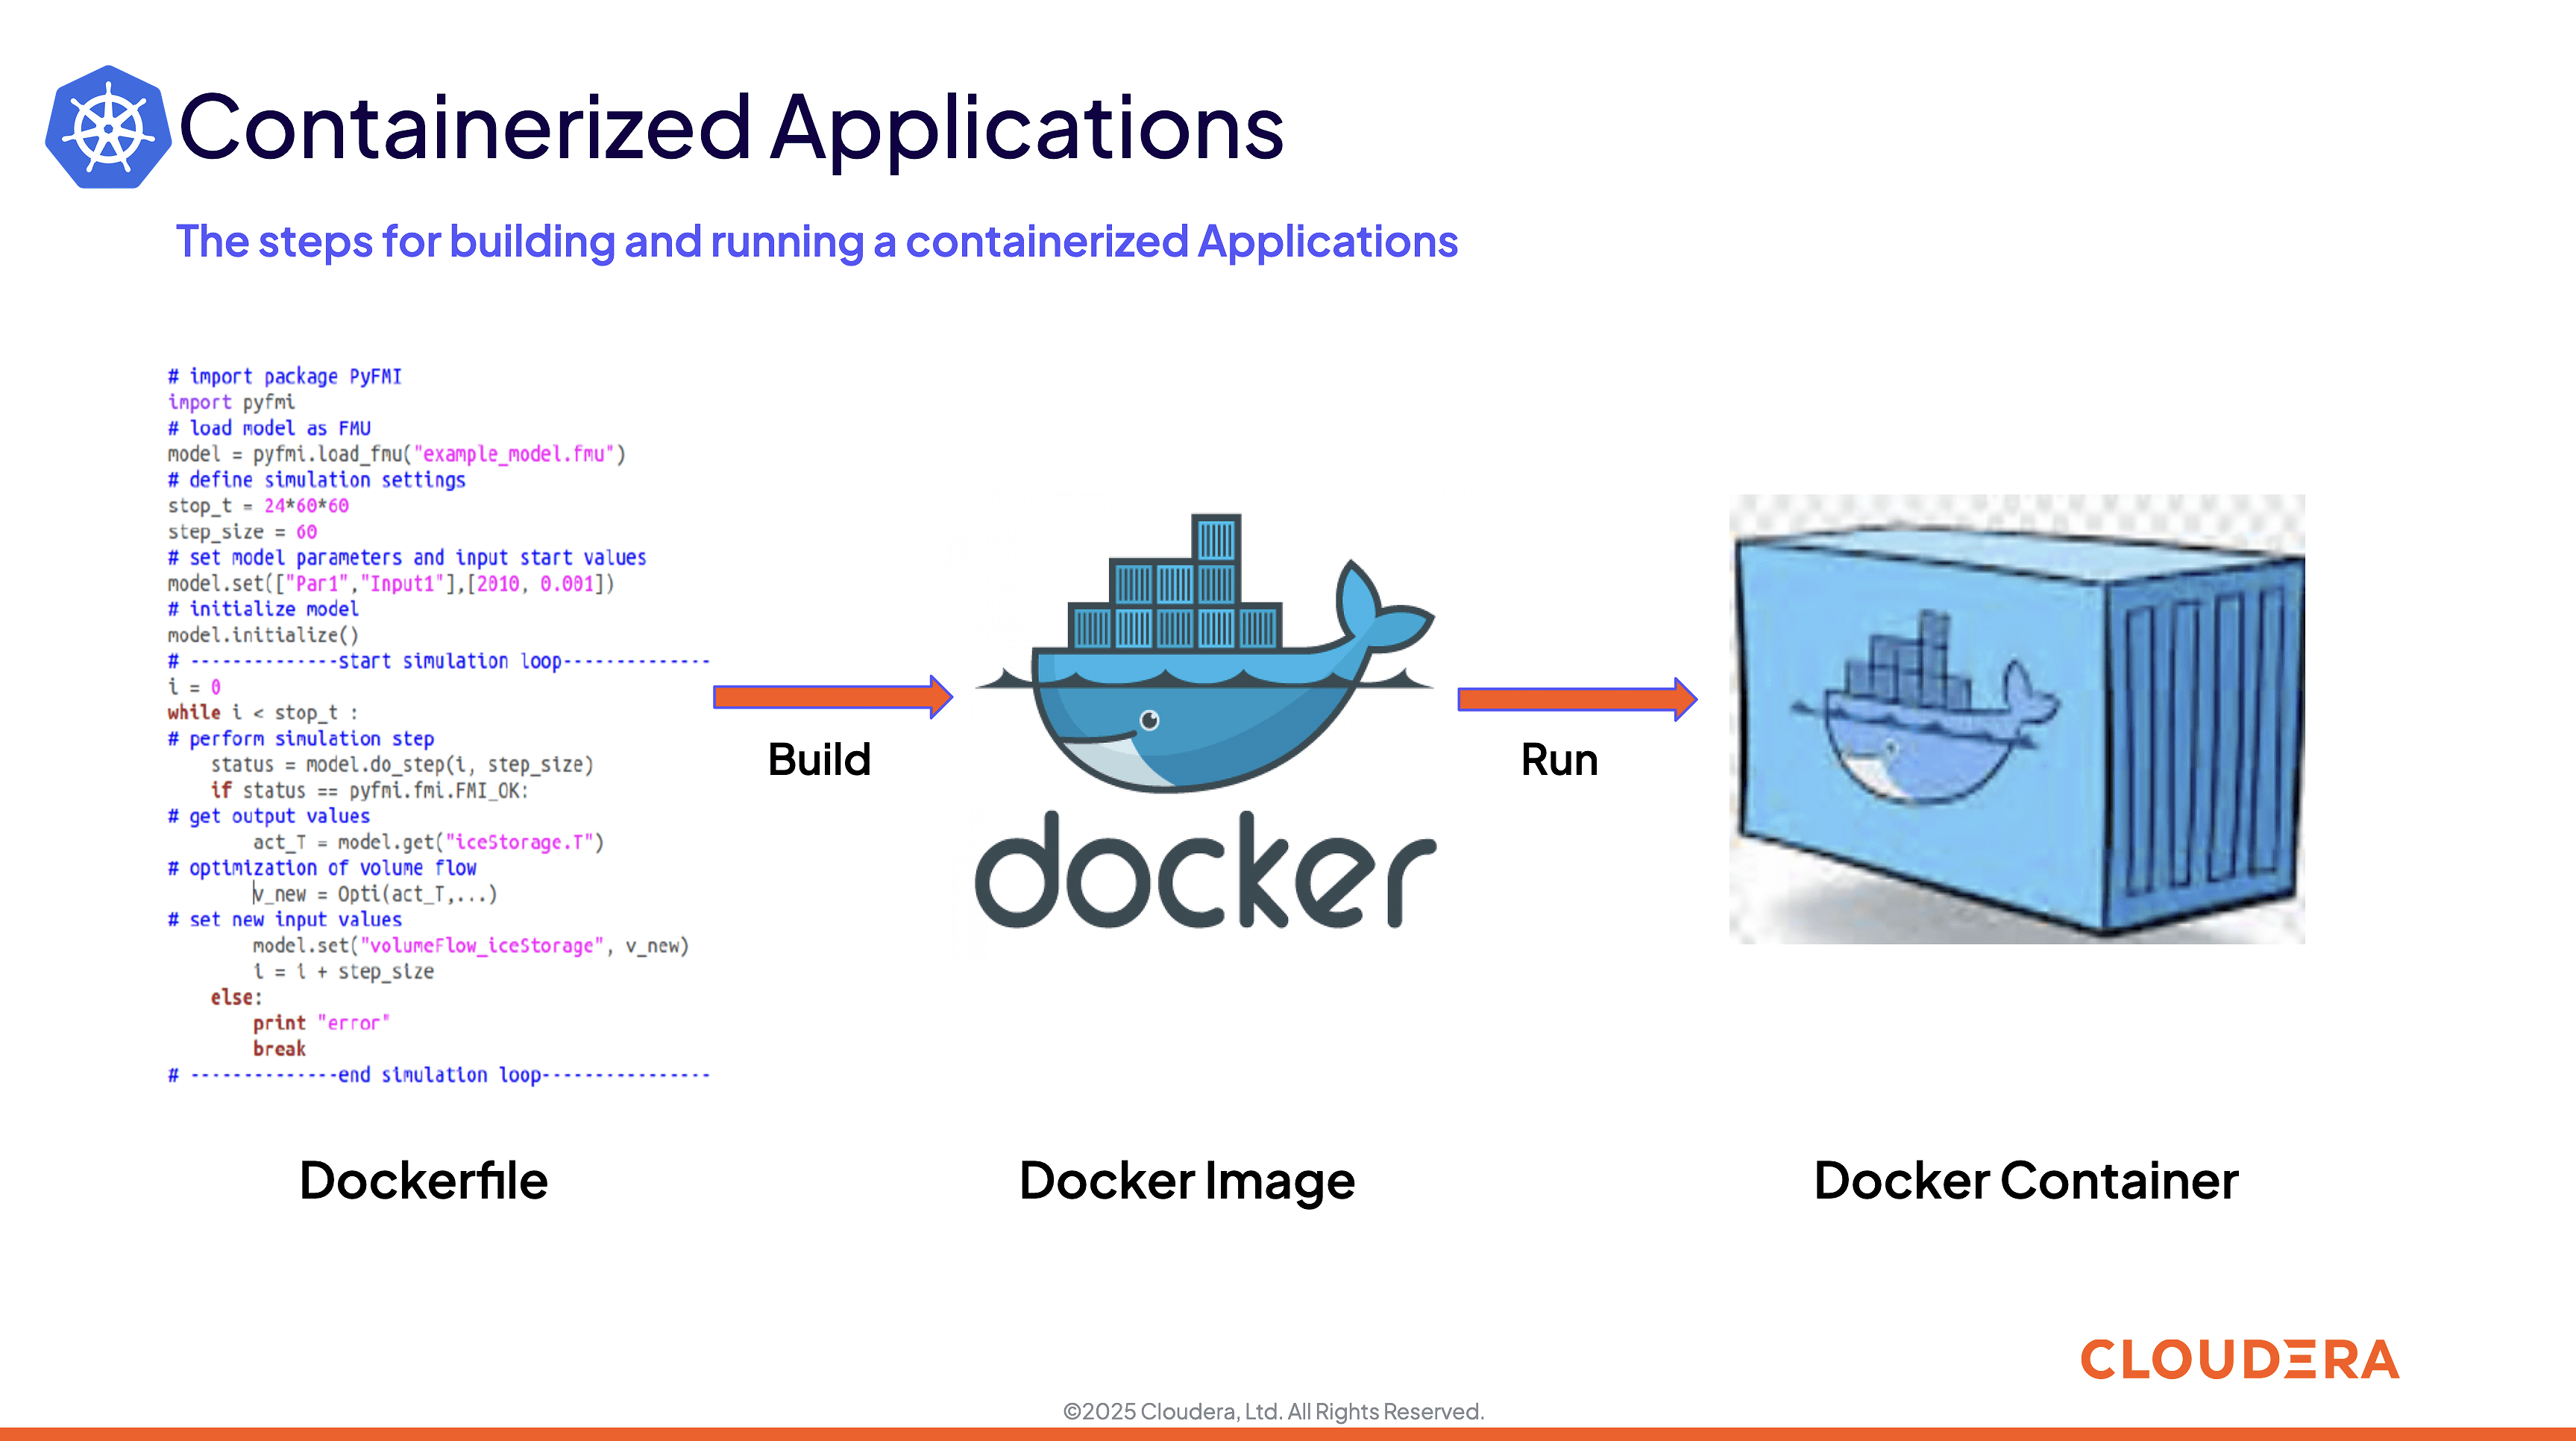 Containerized Applications
The steps for building and running a containerized Applications
# import package PyFMI
import pyfmi
# load model as FMU
model = pyfmi.load_fmu("example_model.fmu")
# define simulation settings
stop_t = 24*60*60
step_size = 60
# set model parameters and input start values
model.set(["Par1","Input1"],[2010, 0.001])
# initialize model
model.initialize()
# --------------start simulation loop--------------
i = 0
while i < stop_t :
# perform simulation step
    status = model.do_step(i, step_size)
    if status == pyfmi.fmi.FMI_OK:
# get output values
        act_T = model.get("iceStorage.T")
# optimization of volume flow
        v_new = Opti(act_T,...)
# set new input values
        model.set("volumeFlow_iceStorage", v_new)
        i = i + step_size
    else:
        print "error"
        break
# --------------end simulation loop----------------
Build
docker
Run
Dockerfile
Docker Image
Docker Container
CLOUDERA
©2025 Cloudera, Ltd. All Rights Reserved.